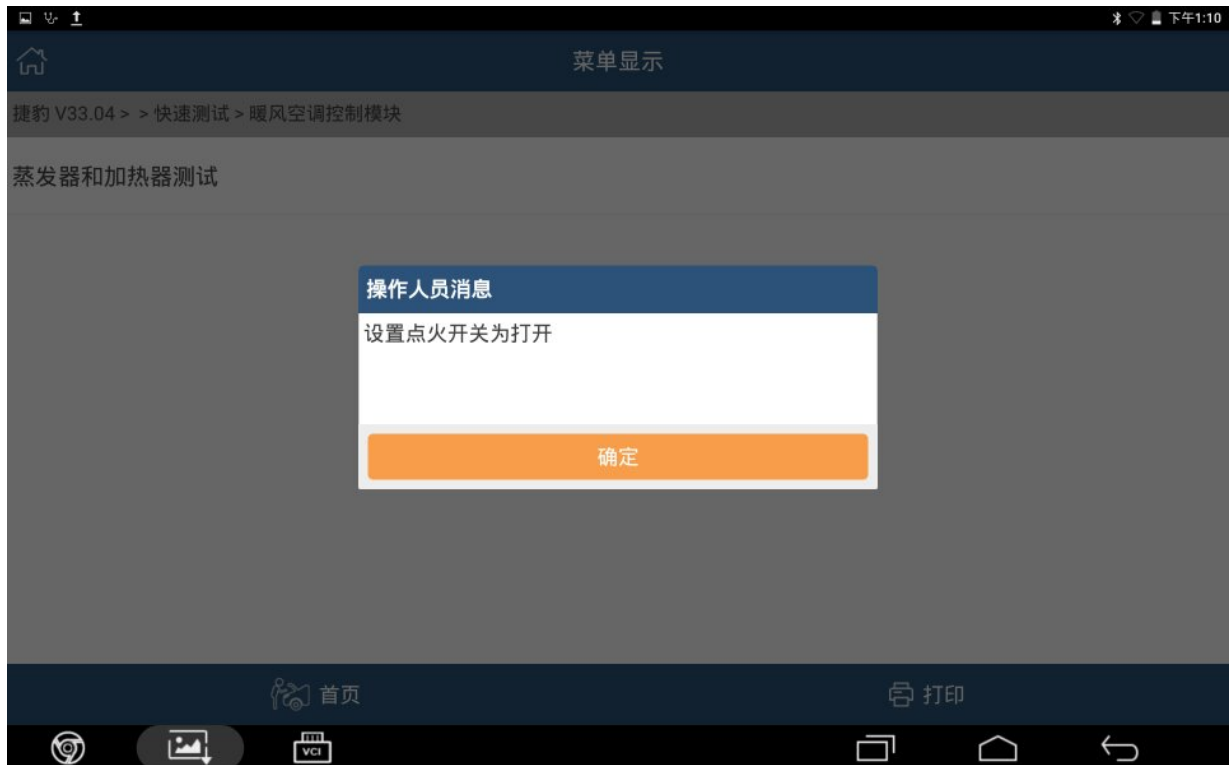 下午1:10
菜单显示
捷豹 V33.04 > > 快速测试 > 暖风空调控制模块
蒸发器和加热器测试
操作人员消息
设置点火开关为打开
确定
首页
打印
VCI